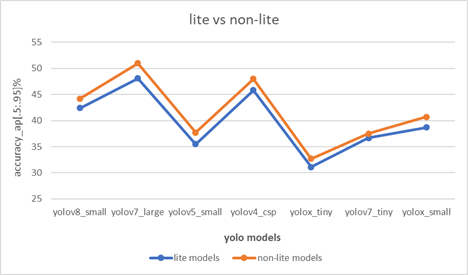 lite vs non-lite
accuracy_ap[.5:.95]%
55
50
45
40
35
30
25
yolov8_small yolov7_large yolov5_small yolov4_csp yolox_tiny yolov7_tiny yolox_small
yolo models
lite models non-lite models